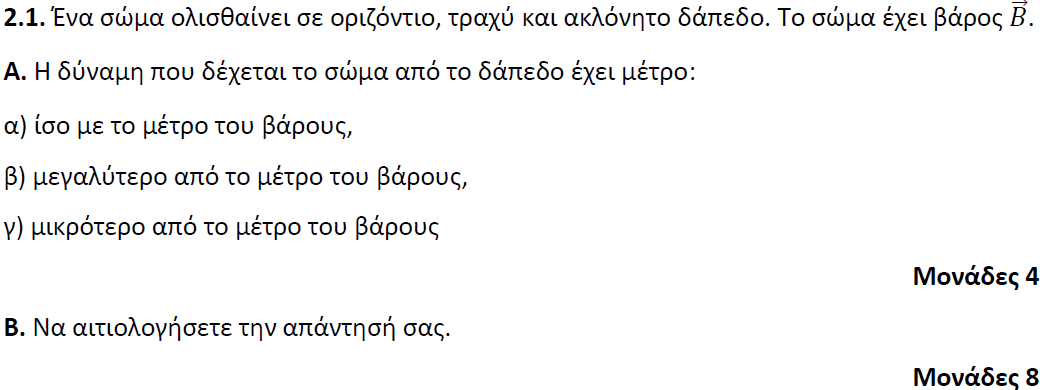 2.1. Ένα σώμα ολισθαίνει σε οριζόντιο, τραχύ και ακλόνητο δάπεδο. Το σώμα έχει βάρος \(\vec{B}\).
Α. Η δύναμη που δέχεται το σώμα από το δάπεδο έχει μέτρο:
α) ίσο με το μέτρο του βάρους,
β) μεγαλύτερο από το μέτρο του βάρους,
γ) μικρότερο από το μέτρο του βάρους
Μονάδες 4
Β. Να αιτιολογήσετε την απάντησή σας.
Μονάδες 8